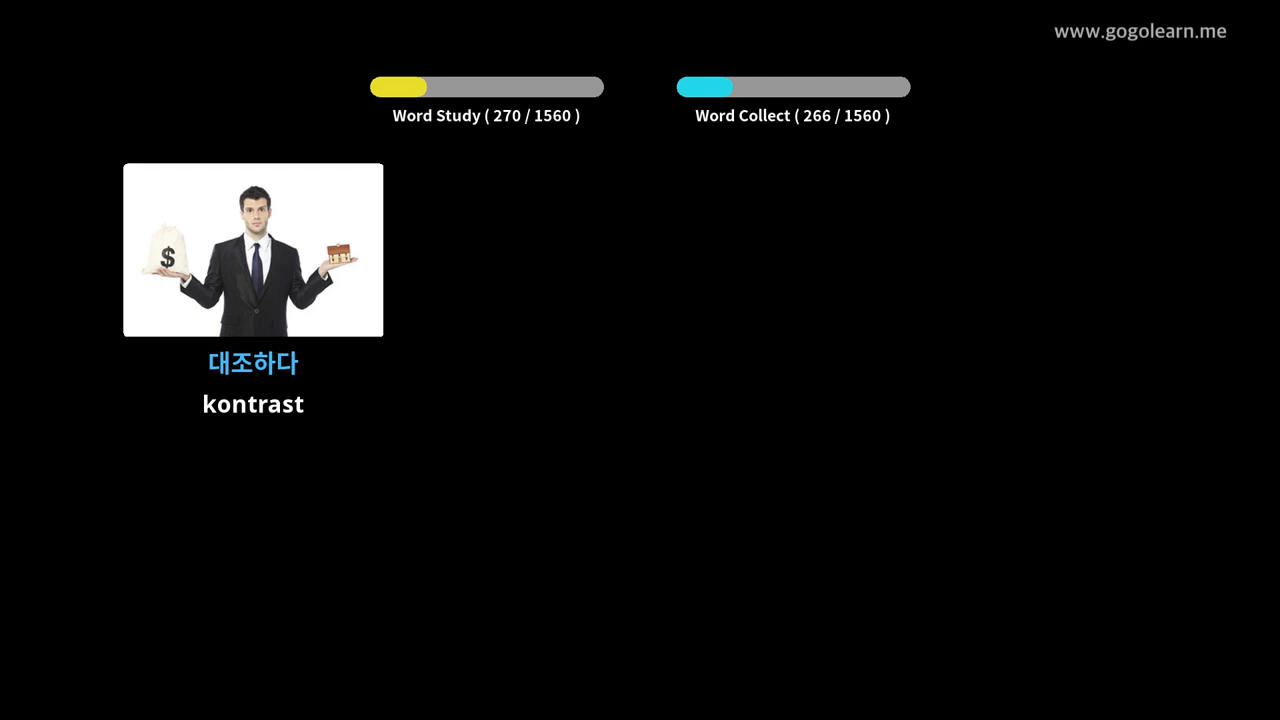 www.gogolearn.me
Word Study ( 270 / 1560 )
Word Collect ( 266 / 1560 )
$
대조하다
kontrast